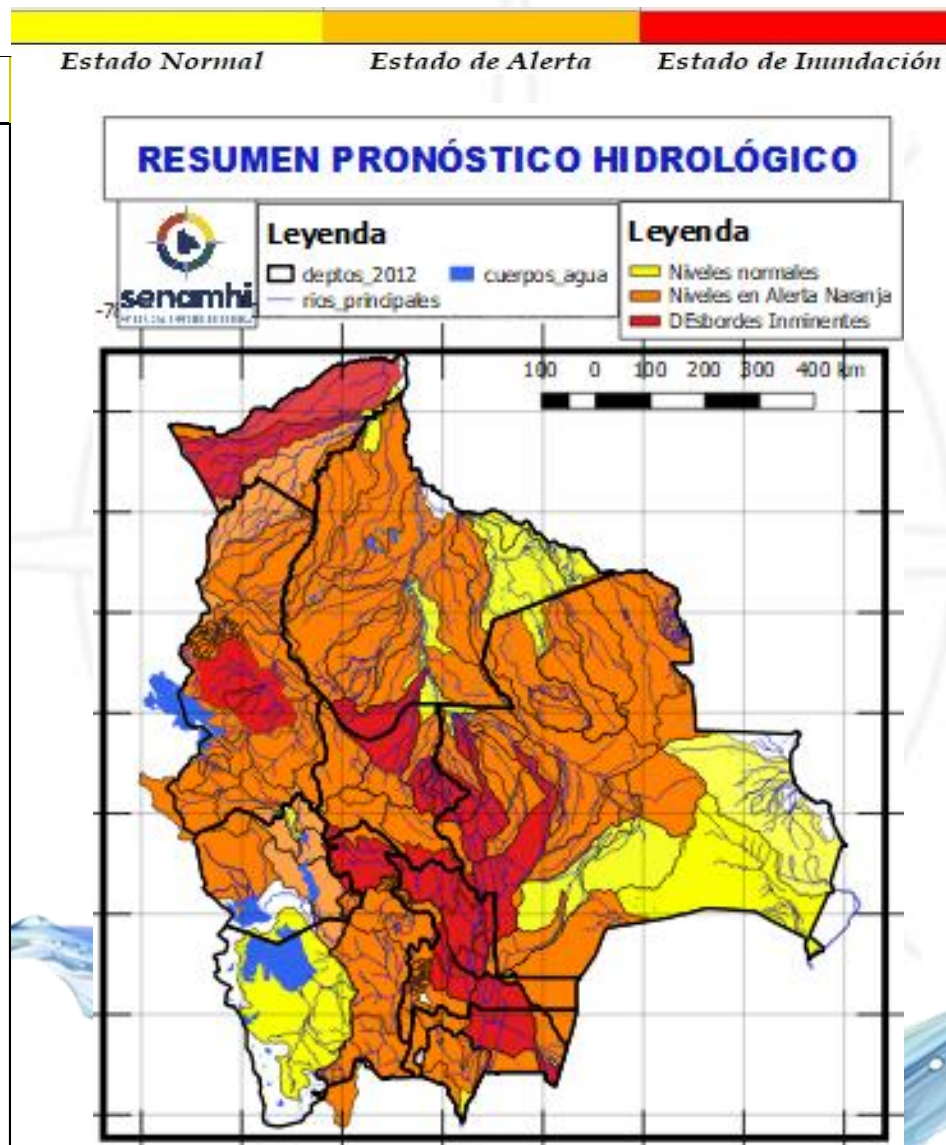 Estado Normal Estado de Alerta Estado de Inundación
RESUMEN PRONÓSTICO HIDROLÓGICO
senamhi
Leyenda
deptos_2012 cuerpos_agua
rios_principales
Leyenda
Niveles normales
Niveles en Alerta Naranja
DEsbordes Inminentes
100 0 100 200 300 400 km